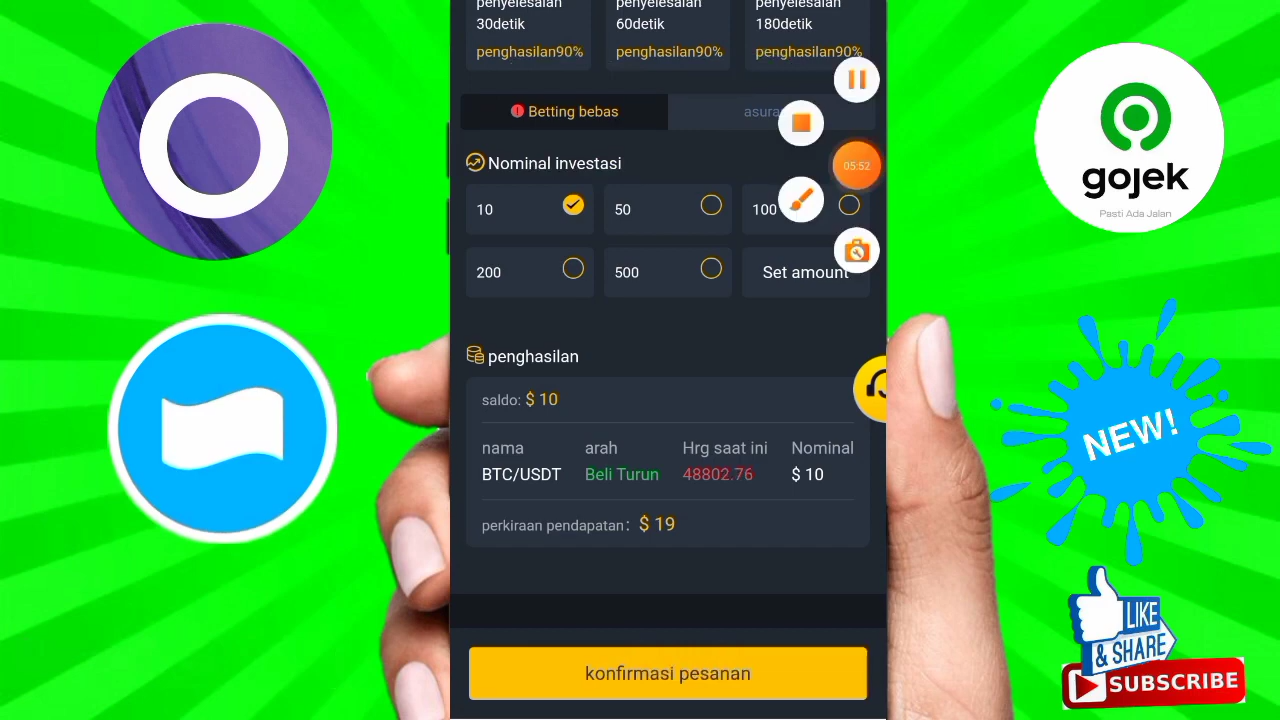 penyelesaian
30detik
penghasilan90%
penyelesaian
60detik
penghasilan90%
penyelesaian
180detik
penghasilan90%
Betting bebas
05:52
Nominal investasi
10
50
100
200
500
Set amount
penghasilan
saldo: $ 10
nama arah Hrg saat ini Nominal
BTC/USDT Beli Turun 48802.76 $ 10
perkiraan pendapatan: $ 19
konfirmasi pesanan
gojek
Pasti Ada Jalan
NEW!
LIKE
& SHARE
SUBSCRIBE